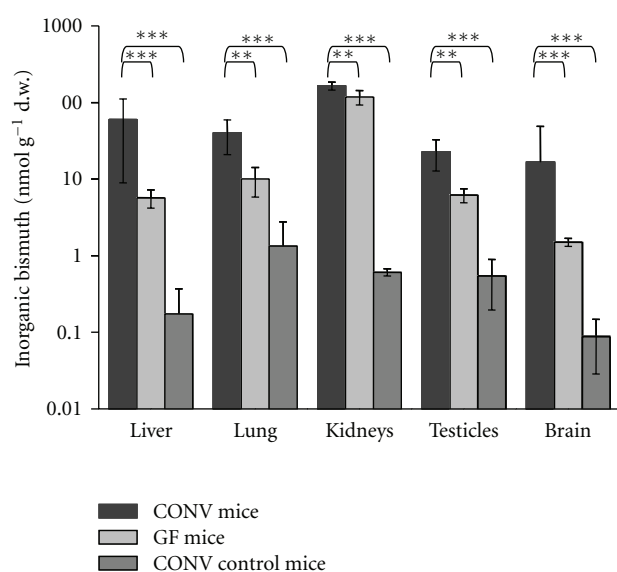 1000
00
10
1
0.1
0.01
Inorganic bismuth (nmol g−1 d.w.)
*** *** *** *** ***
*** ** ** ** ***
Liver Lung Kidneys Testicles Brain
CONV mice
GF mice
CONV control mice